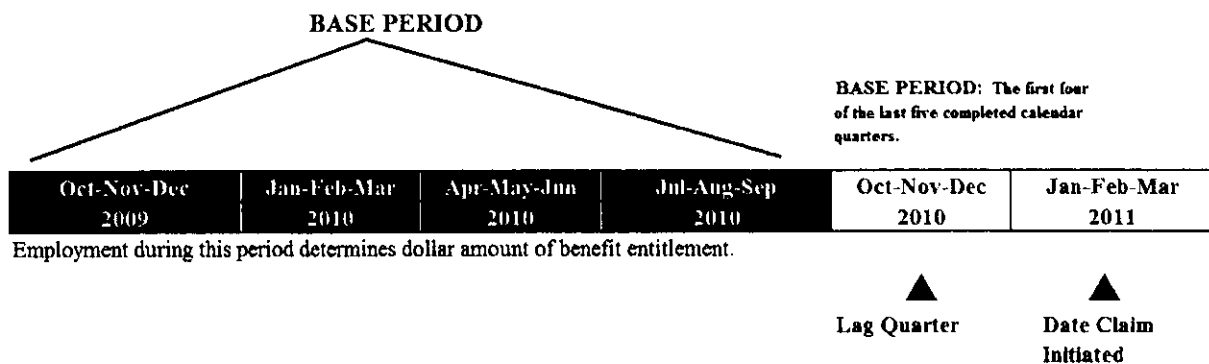 BASE PERIOD
BASE PERIOD: The first four
of the last five completed calendar
quarters.
Oct-Nov-Dec Jan-Feb-Mar Apr-May-Jun Jul-Aug-Sep Oct-Nov-Dec Jan-Feb-Mar
2009 2010 2010 2010 2010 2011
Employment during this period determines dollar amount of benefit entitlement.
Lag Quarter Date Claim
Initiated